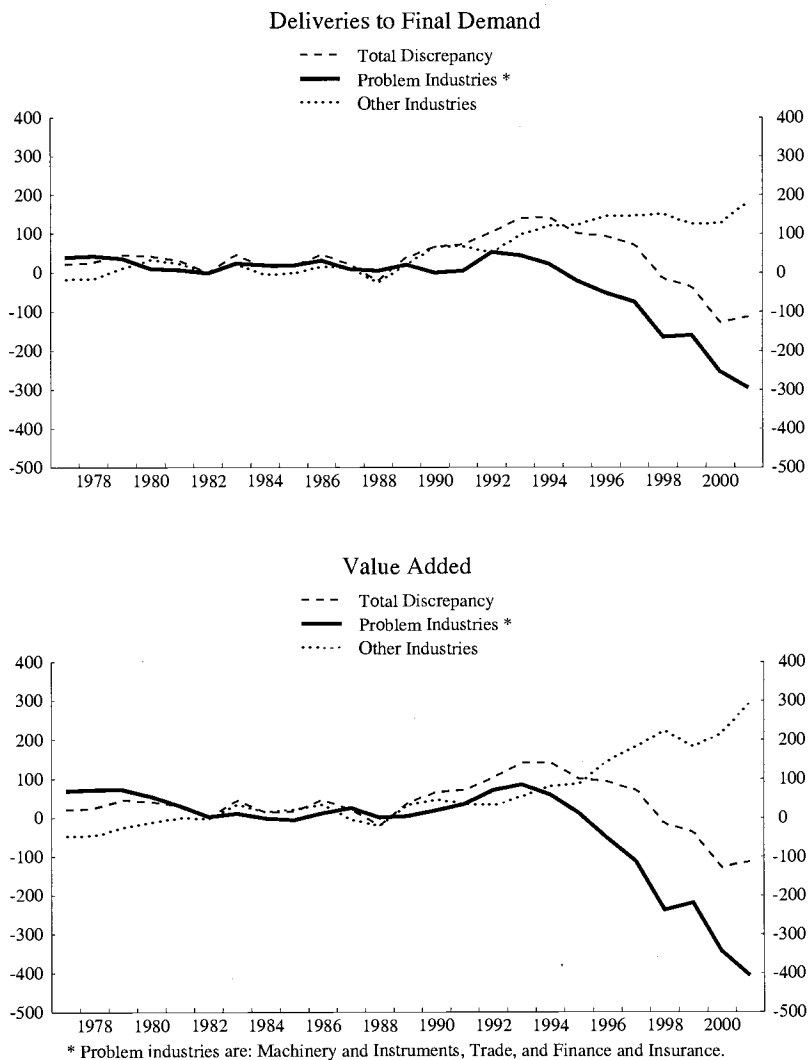 Deliveries to Final Demand
Total Discrepancy
Problem Industries *
Other Industries
400 400
300 300
200 200
100 100
0 0
-100 -100
-200 -200
-300 -300
-400 -400
-500 -500
1978 1980 1982 1984 1986 1988 1990 1992 1994 1996 1998 2000
Value Added
Total Discrepancy
Problem Industries *
Other Industries
400 400
300 300
200 200
100 100
0 0
-100 -100
-200 -200
-300 -300
-400 -400
-500 -500
1978 1980 1982 1984 1986 1988 1990 1992 1994 1996 1998 2000
* Problem industries are: Machinery and Instruments, Trade, and Finance and Insurance.